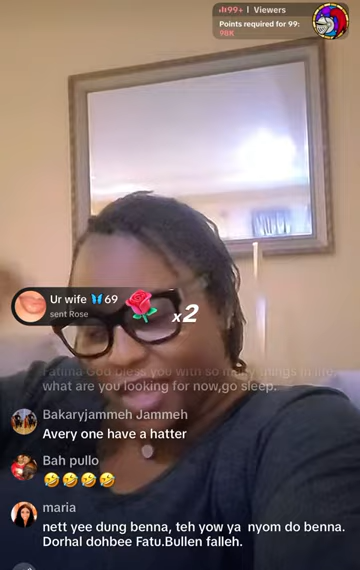 99+ | Viewers
Points required for 99:
98K
Ur wife 🦋 69
sent Rose
x2
Fatima God bless you with so many things in life,
what are you looking for now,go sleep.
Bakaryjammeh Jammeh
Avery one have a hatter
Bah pullo
🤣🤣🤣🤣
maria
nett yee dung benna, teh yow ya nyom do benna.
Dorhal dohbee Fatu.Bullen falleh.